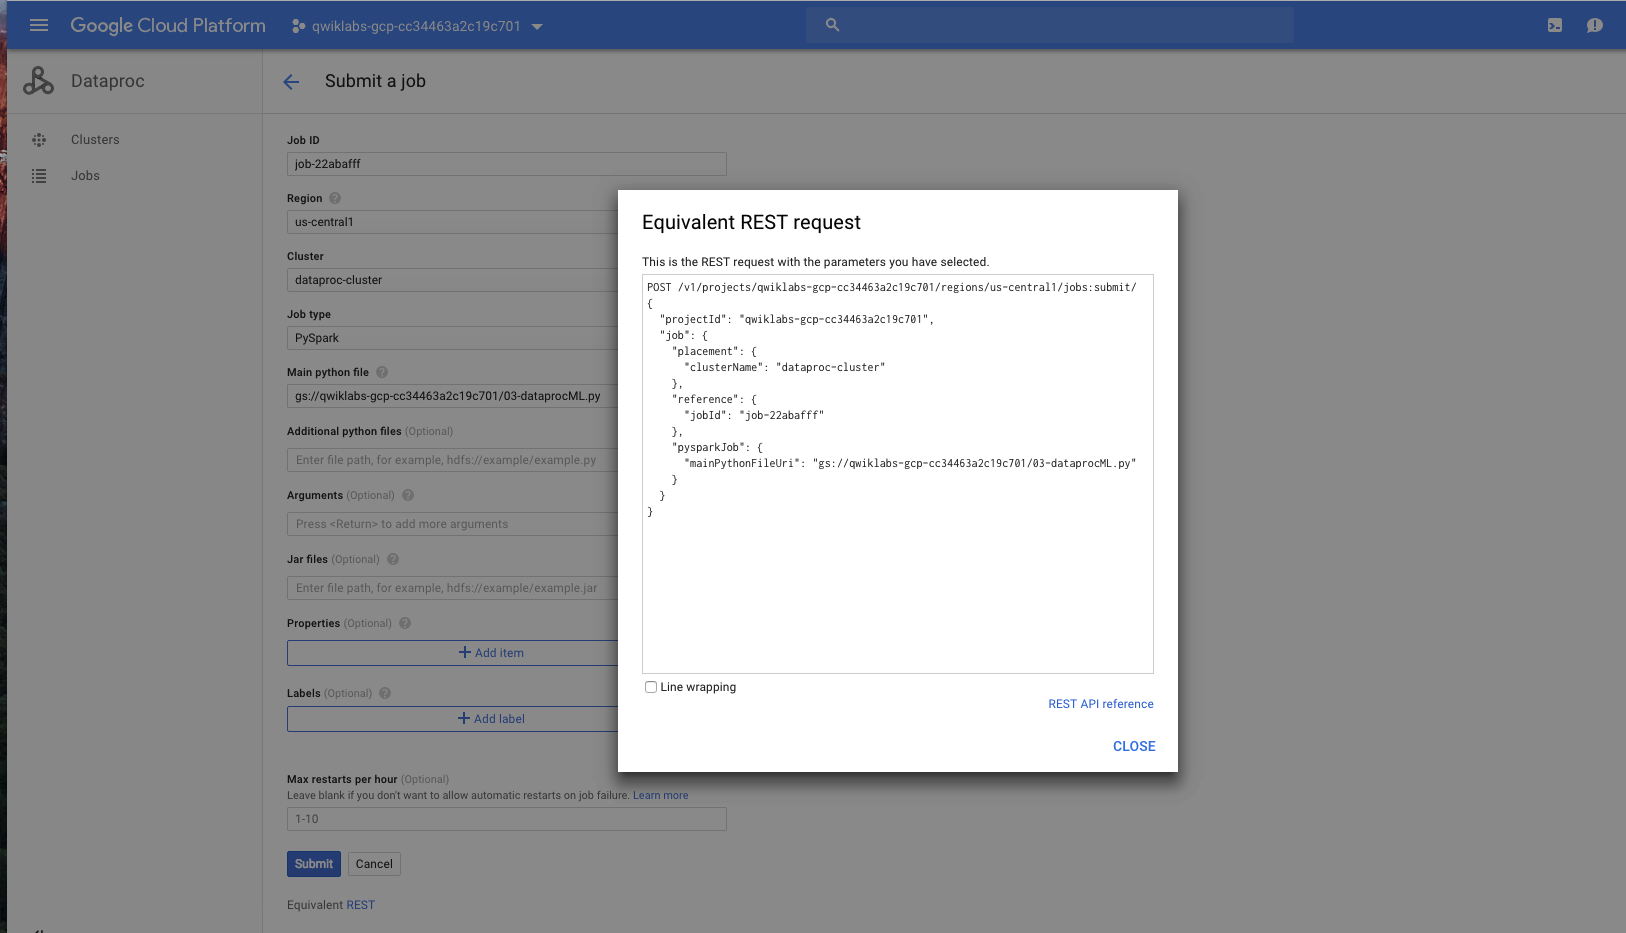 Google Cloud Platform
qwiklabs-gcp-cc34463a2c19c701
Dataproc
Submit a job
Clusters
Jobs
Job ID
job-22abafff
Region
us-central1
Cluster
dataproc-cluster
Job type
PySpark
Main python file
gs://qwiklabs-gcp-cc34463a2c19c701/03-dataprocML.py
Additional python files (Optional)
Enter file path, for example, hdfs://example/example.py
Arguments (Optional)
Press <Return> to add more arguments
Jar files (Optional)
Enter file path, for example, hdfs://example/example.jar
Properties (Optional)
+ Add item
Labels (Optional)
+ Add label
Max restarts per hour (Optional)
Leave blank if you don't want to allow automatic restarts on job failure. Learn more
1-10
Submit
Cancel
Equivalent REST
Equivalent REST request
This is the REST request with the parameters you have selected.
POST /v1/projects/qwiklabs-gcp-cc34463a2c19c701/regions/us-central1/jobs:submit/
{
  "projectId": "qwiklabs-gcp-cc34463a2c19c701",
  "job": {
    "placement": {
      "clusterName": "dataproc-cluster"
    },
    "reference": {
      "jobId": "job-22abafff"
    },
    "pysparkJob": {
      "mainPythonFileUri": "gs://qwiklabs-gcp-cc34463a2c19c701/03-dataprocML.py"
    }
  }
}
Line wrapping
REST API reference
CLOSE